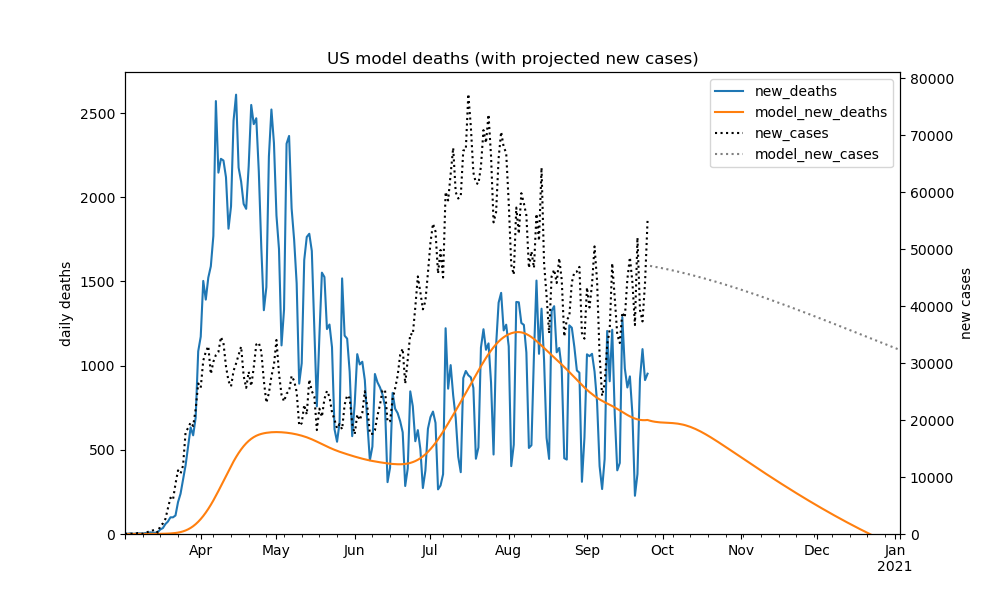 US model deaths (with projected new cases)
new_deaths
model_new_deaths
new_cases
model_new_cases
daily deaths
2500
2000
1500
1000
500
0
80000
70000
60000
50000
40000
30000
20000
10000
0
new cases
Apr May Jun Jul Aug Sep Oct Nov Dec Jan
2021